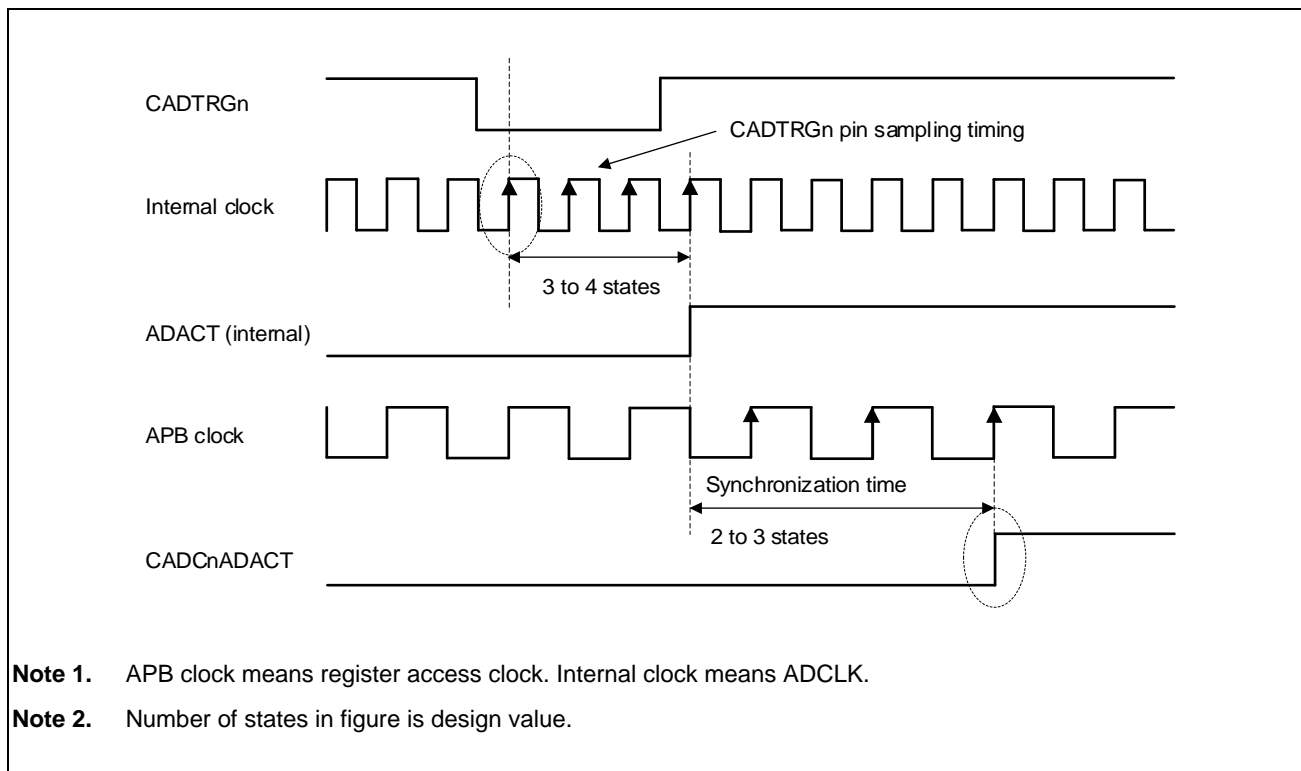 CADTRGn
CADTRGn pin sampling timing
Internal clock
3 to 4 states
ADACT (internal)
APB clock
Synchronization time
2 to 3 states
CADCnADACT
Note 1. APB clock means register access clock. Internal clock means ADCLK.
Note 2. Number of states in figure is design value.